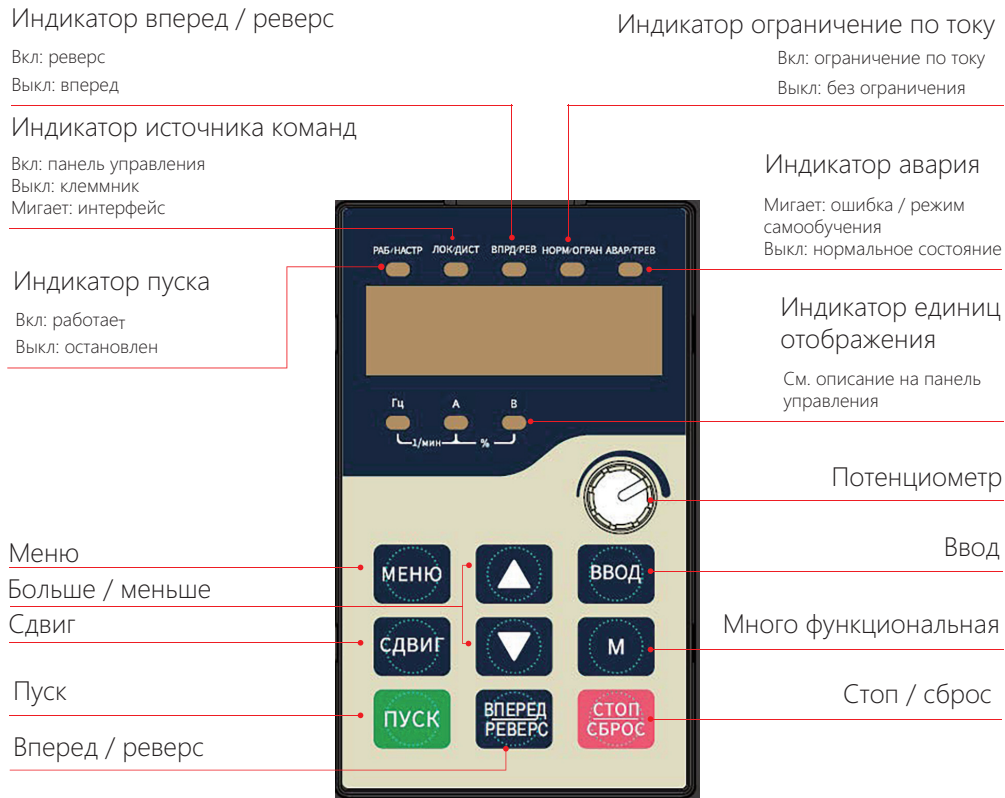 Индикатор вперед / реверс
Вкл: реверс
Выкл: вперед
Индикатор источника команд
Вкл: панель управления
Выкл: клеммник
Мигает: интерфейс
Индикатор пуска
Вкл: работает
Выкл: остановлен
Меню
Больше / меньше
Сдвиг
Пуск
Вперед / реверс
РАБ/НАСТР ЛОК/ДИСТ ВПРД/РЕВ НОРМ/ОГРАН АВАР/ТРЕВ
Гц А В
1/мин %
МЕНЮ ВВОД
СДВИГ М
ПУСК ВПЕРЕД СТОП
РЕВЕРС СБРОС
Индикатор ограничение по току
Вкл: ограничение по току
Выкл: без ограничения
Индикатор авария
Мигает: ошибка / режим
самообучения
Выкл: нормальное состояние
Индикатор единиц
отображения
См. описание на панель
управления
Потенциометр
Ввод
Много функциональная
Стоп / сброс